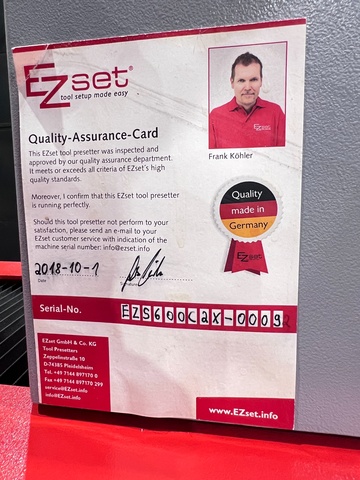 EZset®
tool setup made easy
Quality-Assurance-Card
This EZset tool presetter was inspected and
approved by our quality assurance department.
It meets or exceeds all criteria of EZset's high
quality standards.
Moreover, I confirm that this EZset tool presetter
is running perfectly.
Should this tool presetter not perform to your
satisfaction, please send an e-mail to your
EZset customer service with indication of the
machine serial number: info@ezset.info
Frank Köhler
Quality
made in
Germany
EZset
2018-10-1
Date
Serial-No.
EZS600CAX-0009
EZset GmbH & Co. KG
Tool Presetters
Zeppelinstraße 10
D-74385 Pleidelsheim
Tel. +49 7144 897170 0
Fax +49 7144 897170 299
service@EZset.info
info@EZset.info
www.EZset.info